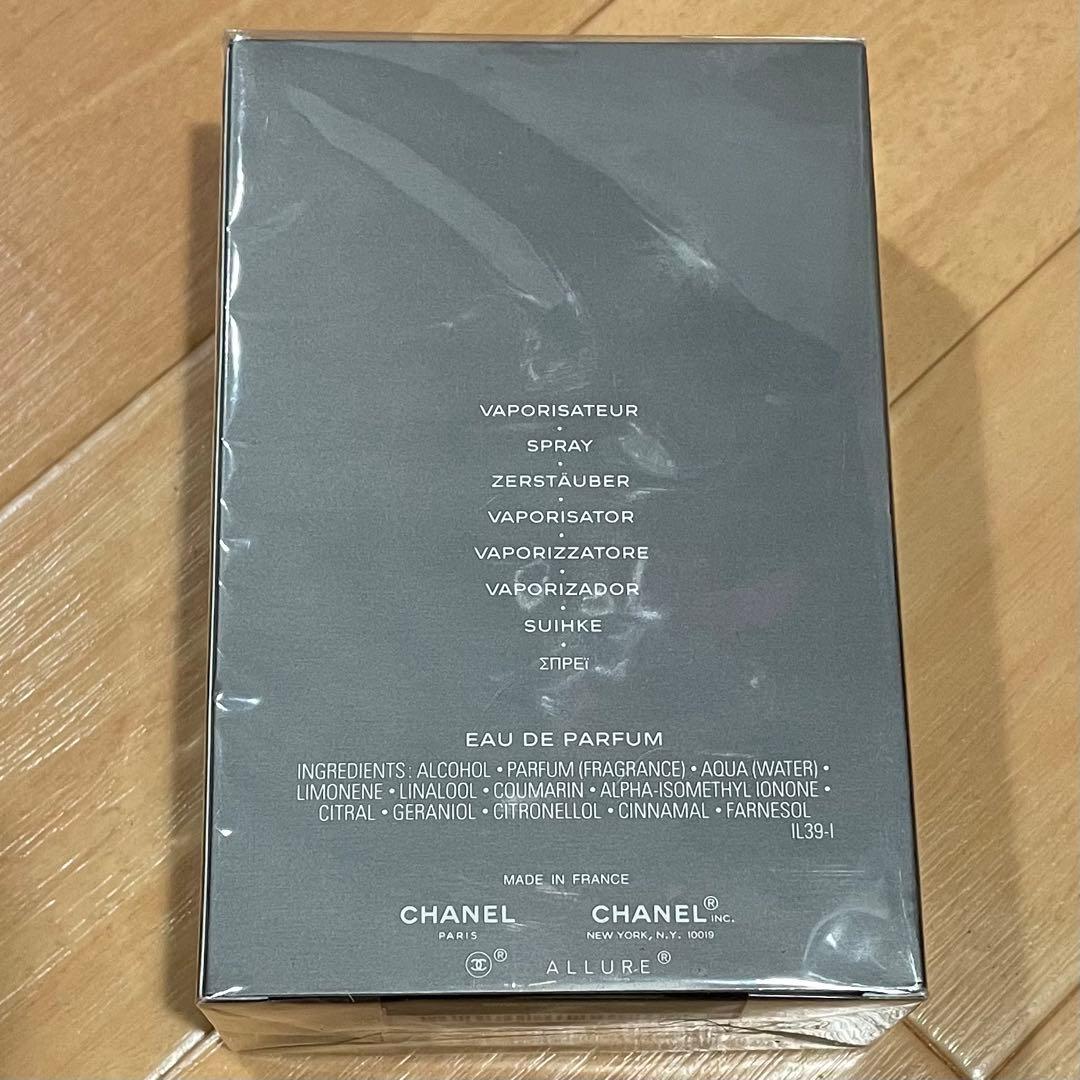 VAPORISATEUR
•
SPRAY
•
ZERSTÄUBER
•
VAPORISATOR
•
VAPORIZZATORE
•
VAPORIZADOR
•
SUIHKE
•
ΣΠΡΕϊ
EAU DE PARFUM
INGREDIENTS : ALCOHOL • PARFUM (FRAGRANCE) • AQUA (WATER) •
LIMONENE • LINALOOL • COUMARIN • ALPHA-ISOMETHYL IONONE •
CITRAL • GERANIOL • CITRONELLOL • CINNAMAL • FARNESOL
IL39-I
MADE IN FRANCE
CHANEL CHANEL® INC.
PARIS NEW YORK, N.Y. 10019
® ALLURE®